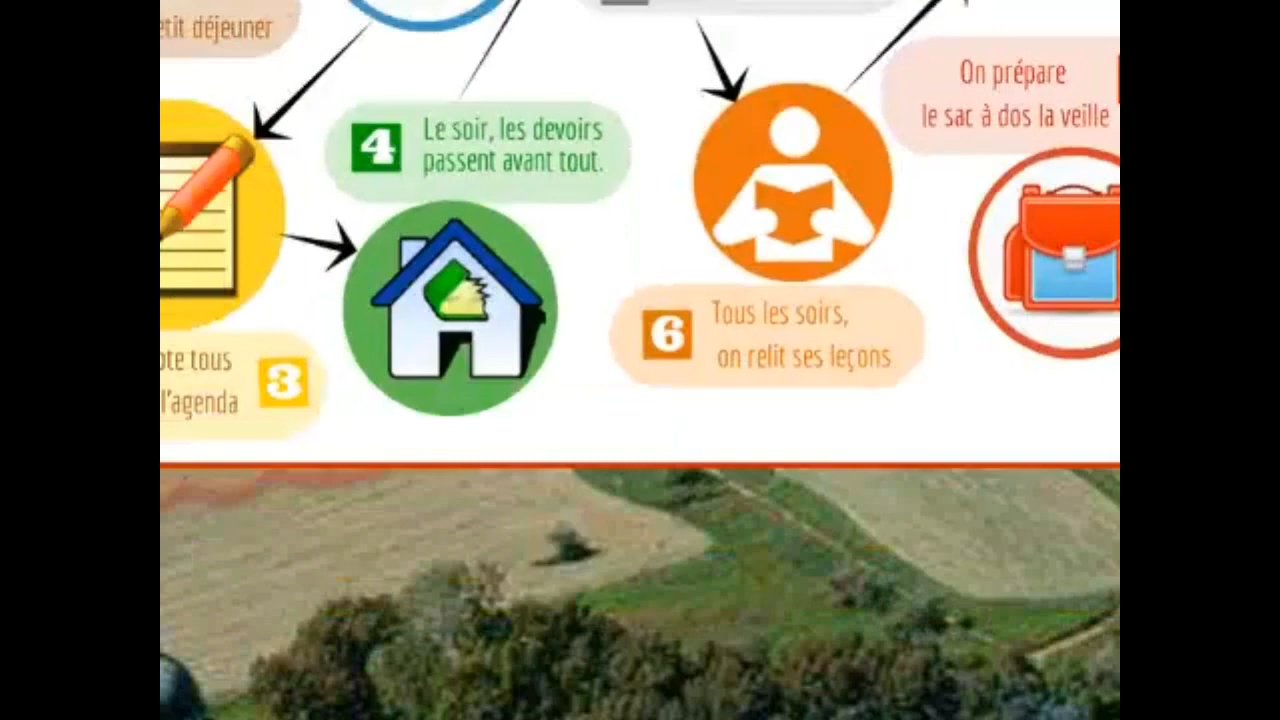 etit déjeuner
On prépare
le sac à dos la veille
4
Le soir, les devoirs
passent avant tout.
6
Tous les soirs,
on relit ses leçons
ote tous
l'agenda
3